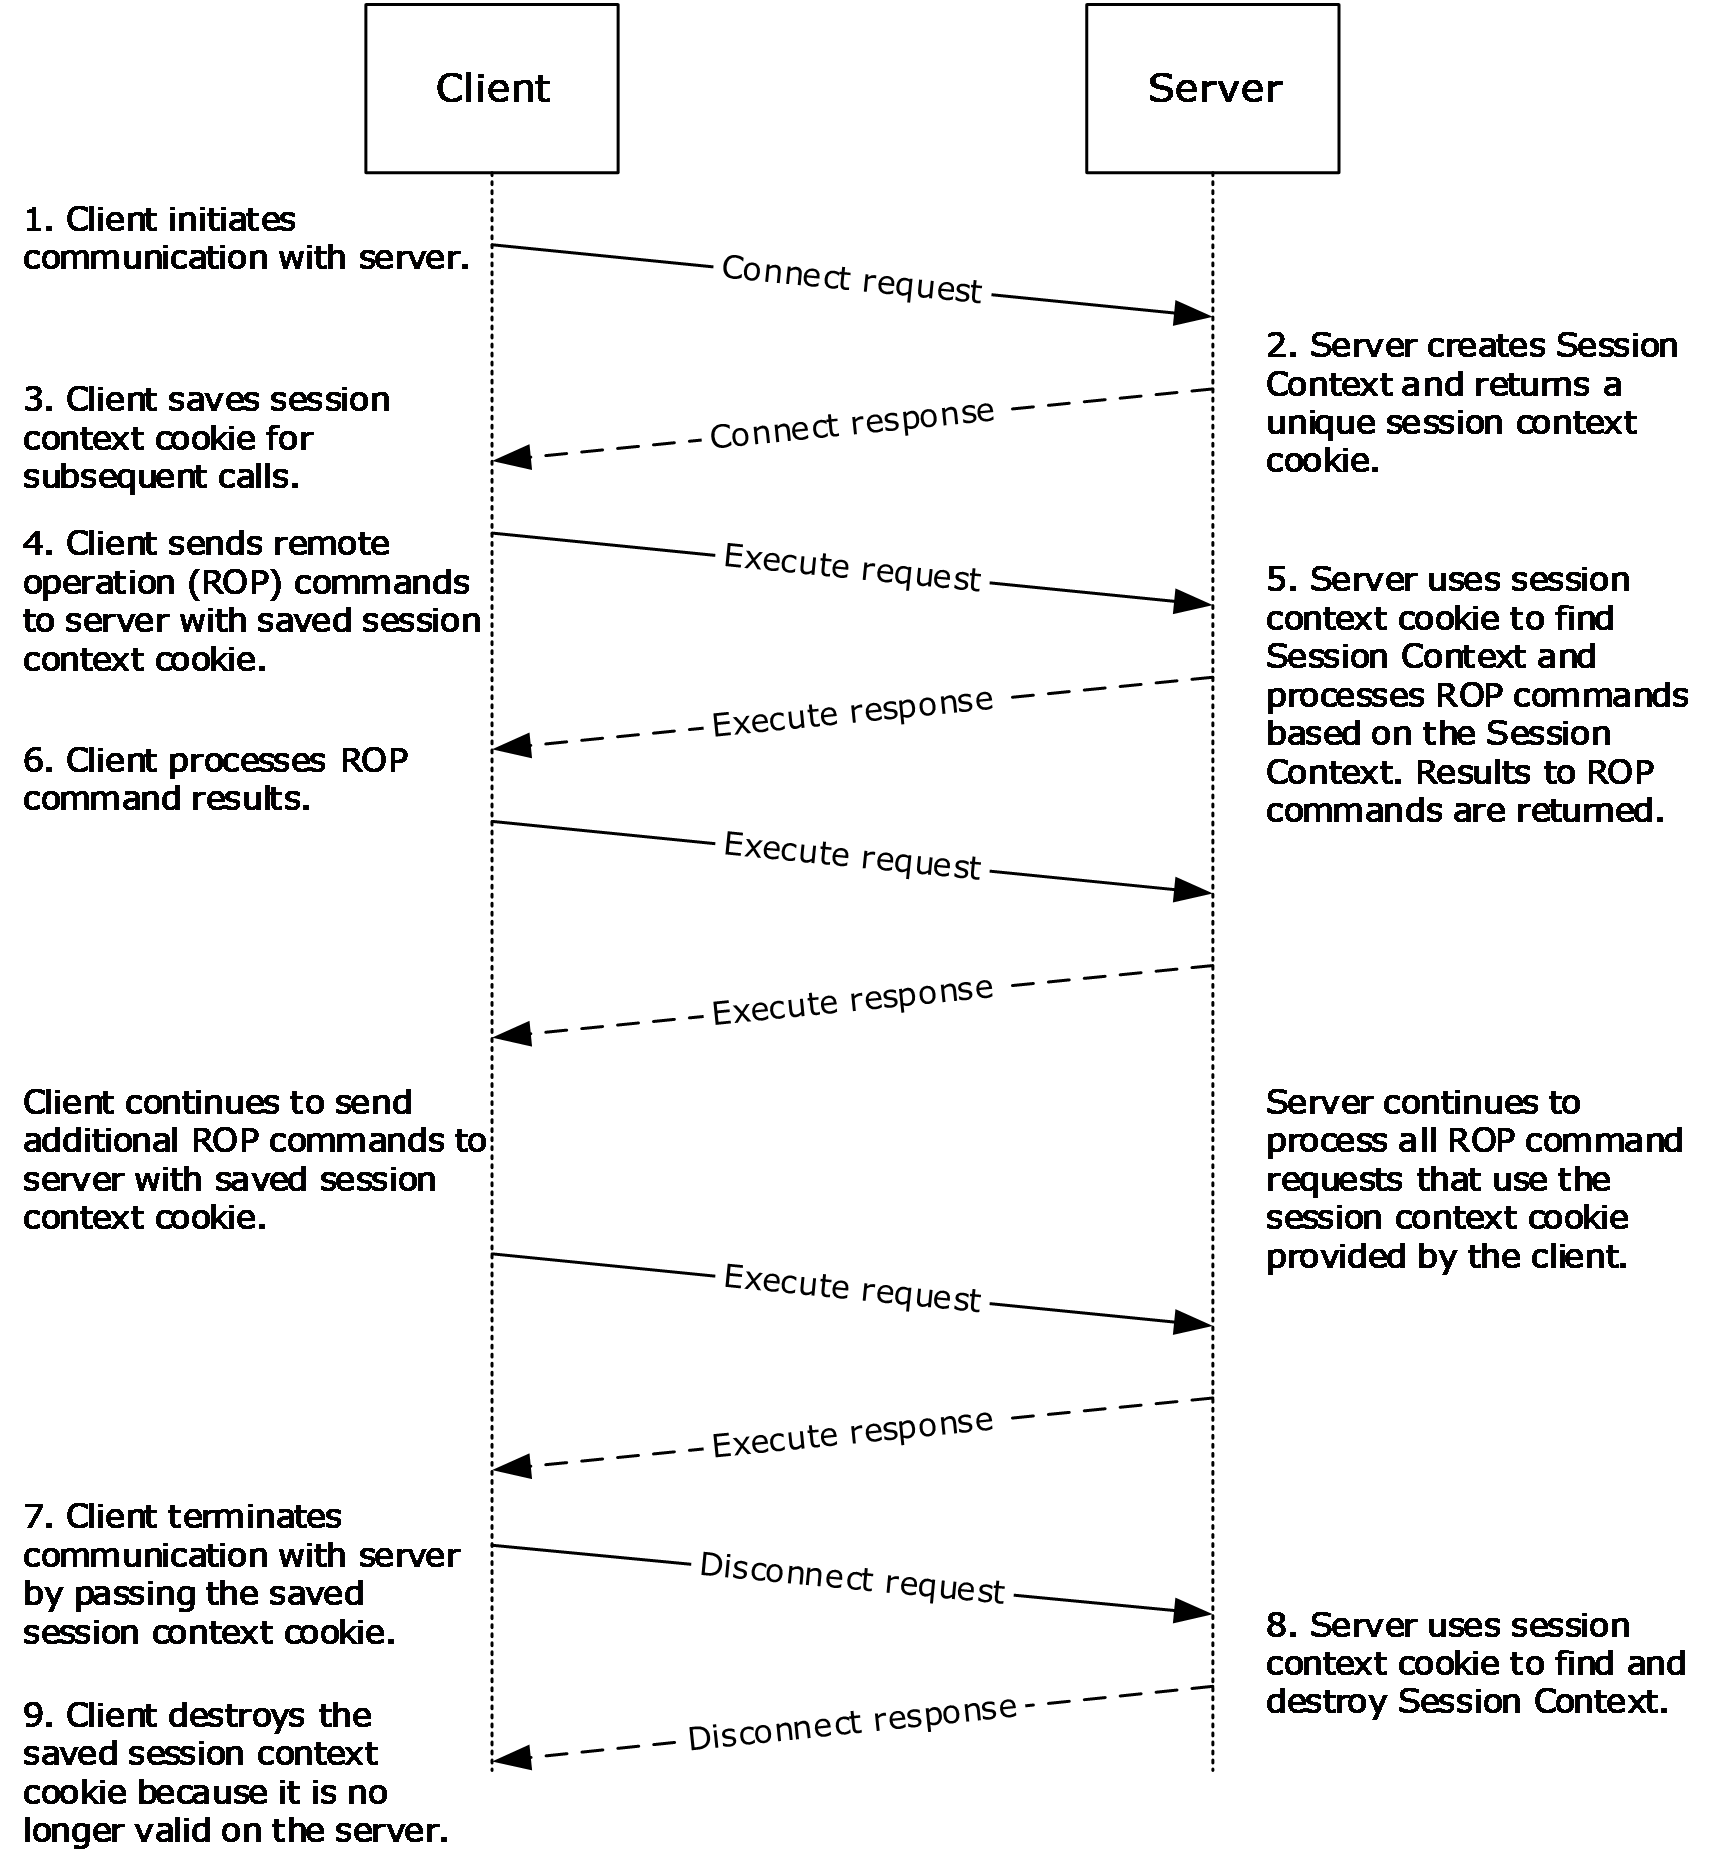 Client
Server
1. Client initiates
communication with server.
Connect request
2. Server creates Session
Context and returns a
unique session context
cookie.
Connect response
3. Client saves session
context cookie for
subsequent calls.
4. Client sends remote
operation (ROP) commands
to server with saved session
context cookie.
Execute request
5. Server uses session
context cookie to find
Session Context and
processes ROP commands
based on the Session
Context. Results to ROP
commands are returned.
Execute response
6. Client processes ROP
command results.
Execute request
Execute response
Client continues to send
additional ROP commands to
server with saved session
context cookie.
Server continues to
process all ROP command
requests that use the
session context cookie
provided by the client.
Execute request
Execute response
7. Client terminates
communication with server
by passing the saved
session context cookie.
Disconnect request
8. Server uses session
context cookie to find and
destroy Session Context.
Disconnect response
9. Client destroys the
saved session context
cookie because it is no
longer valid on the server.